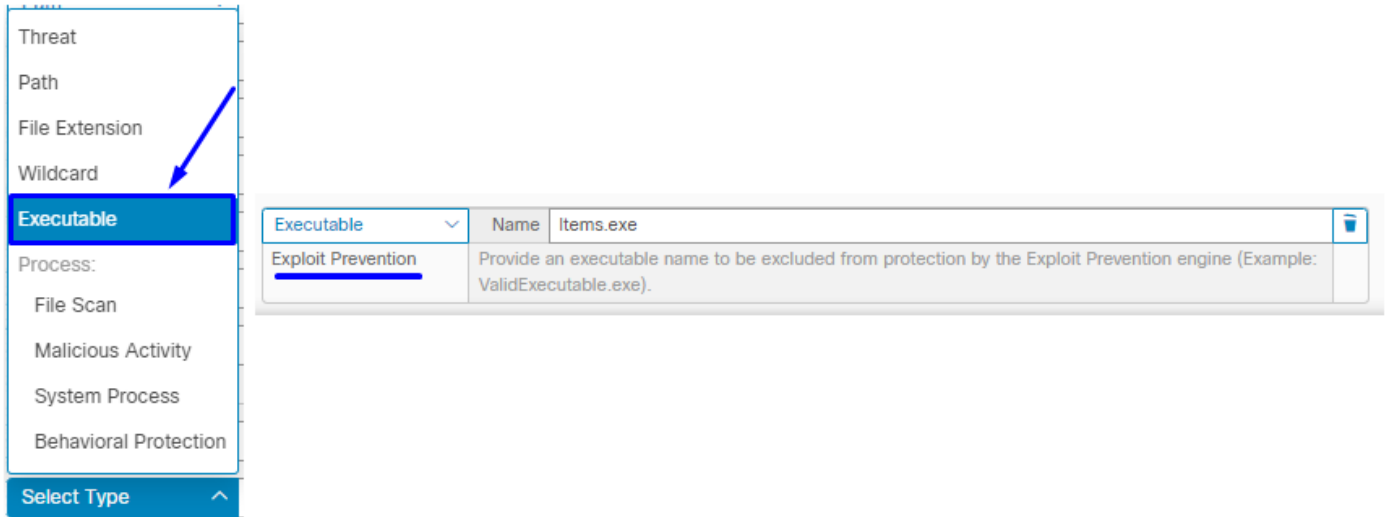 Threat
Path
File Extension
Wildcard
Executable
Process:
File Scan
Malicious Activity
System Process
Behavioral Protection
Select Type
Executable Name Items.exe
Exploit Prevention Provide an executable name to be excluded from protection by the Exploit Prevention engine (Example:
ValidExecutable.exe).